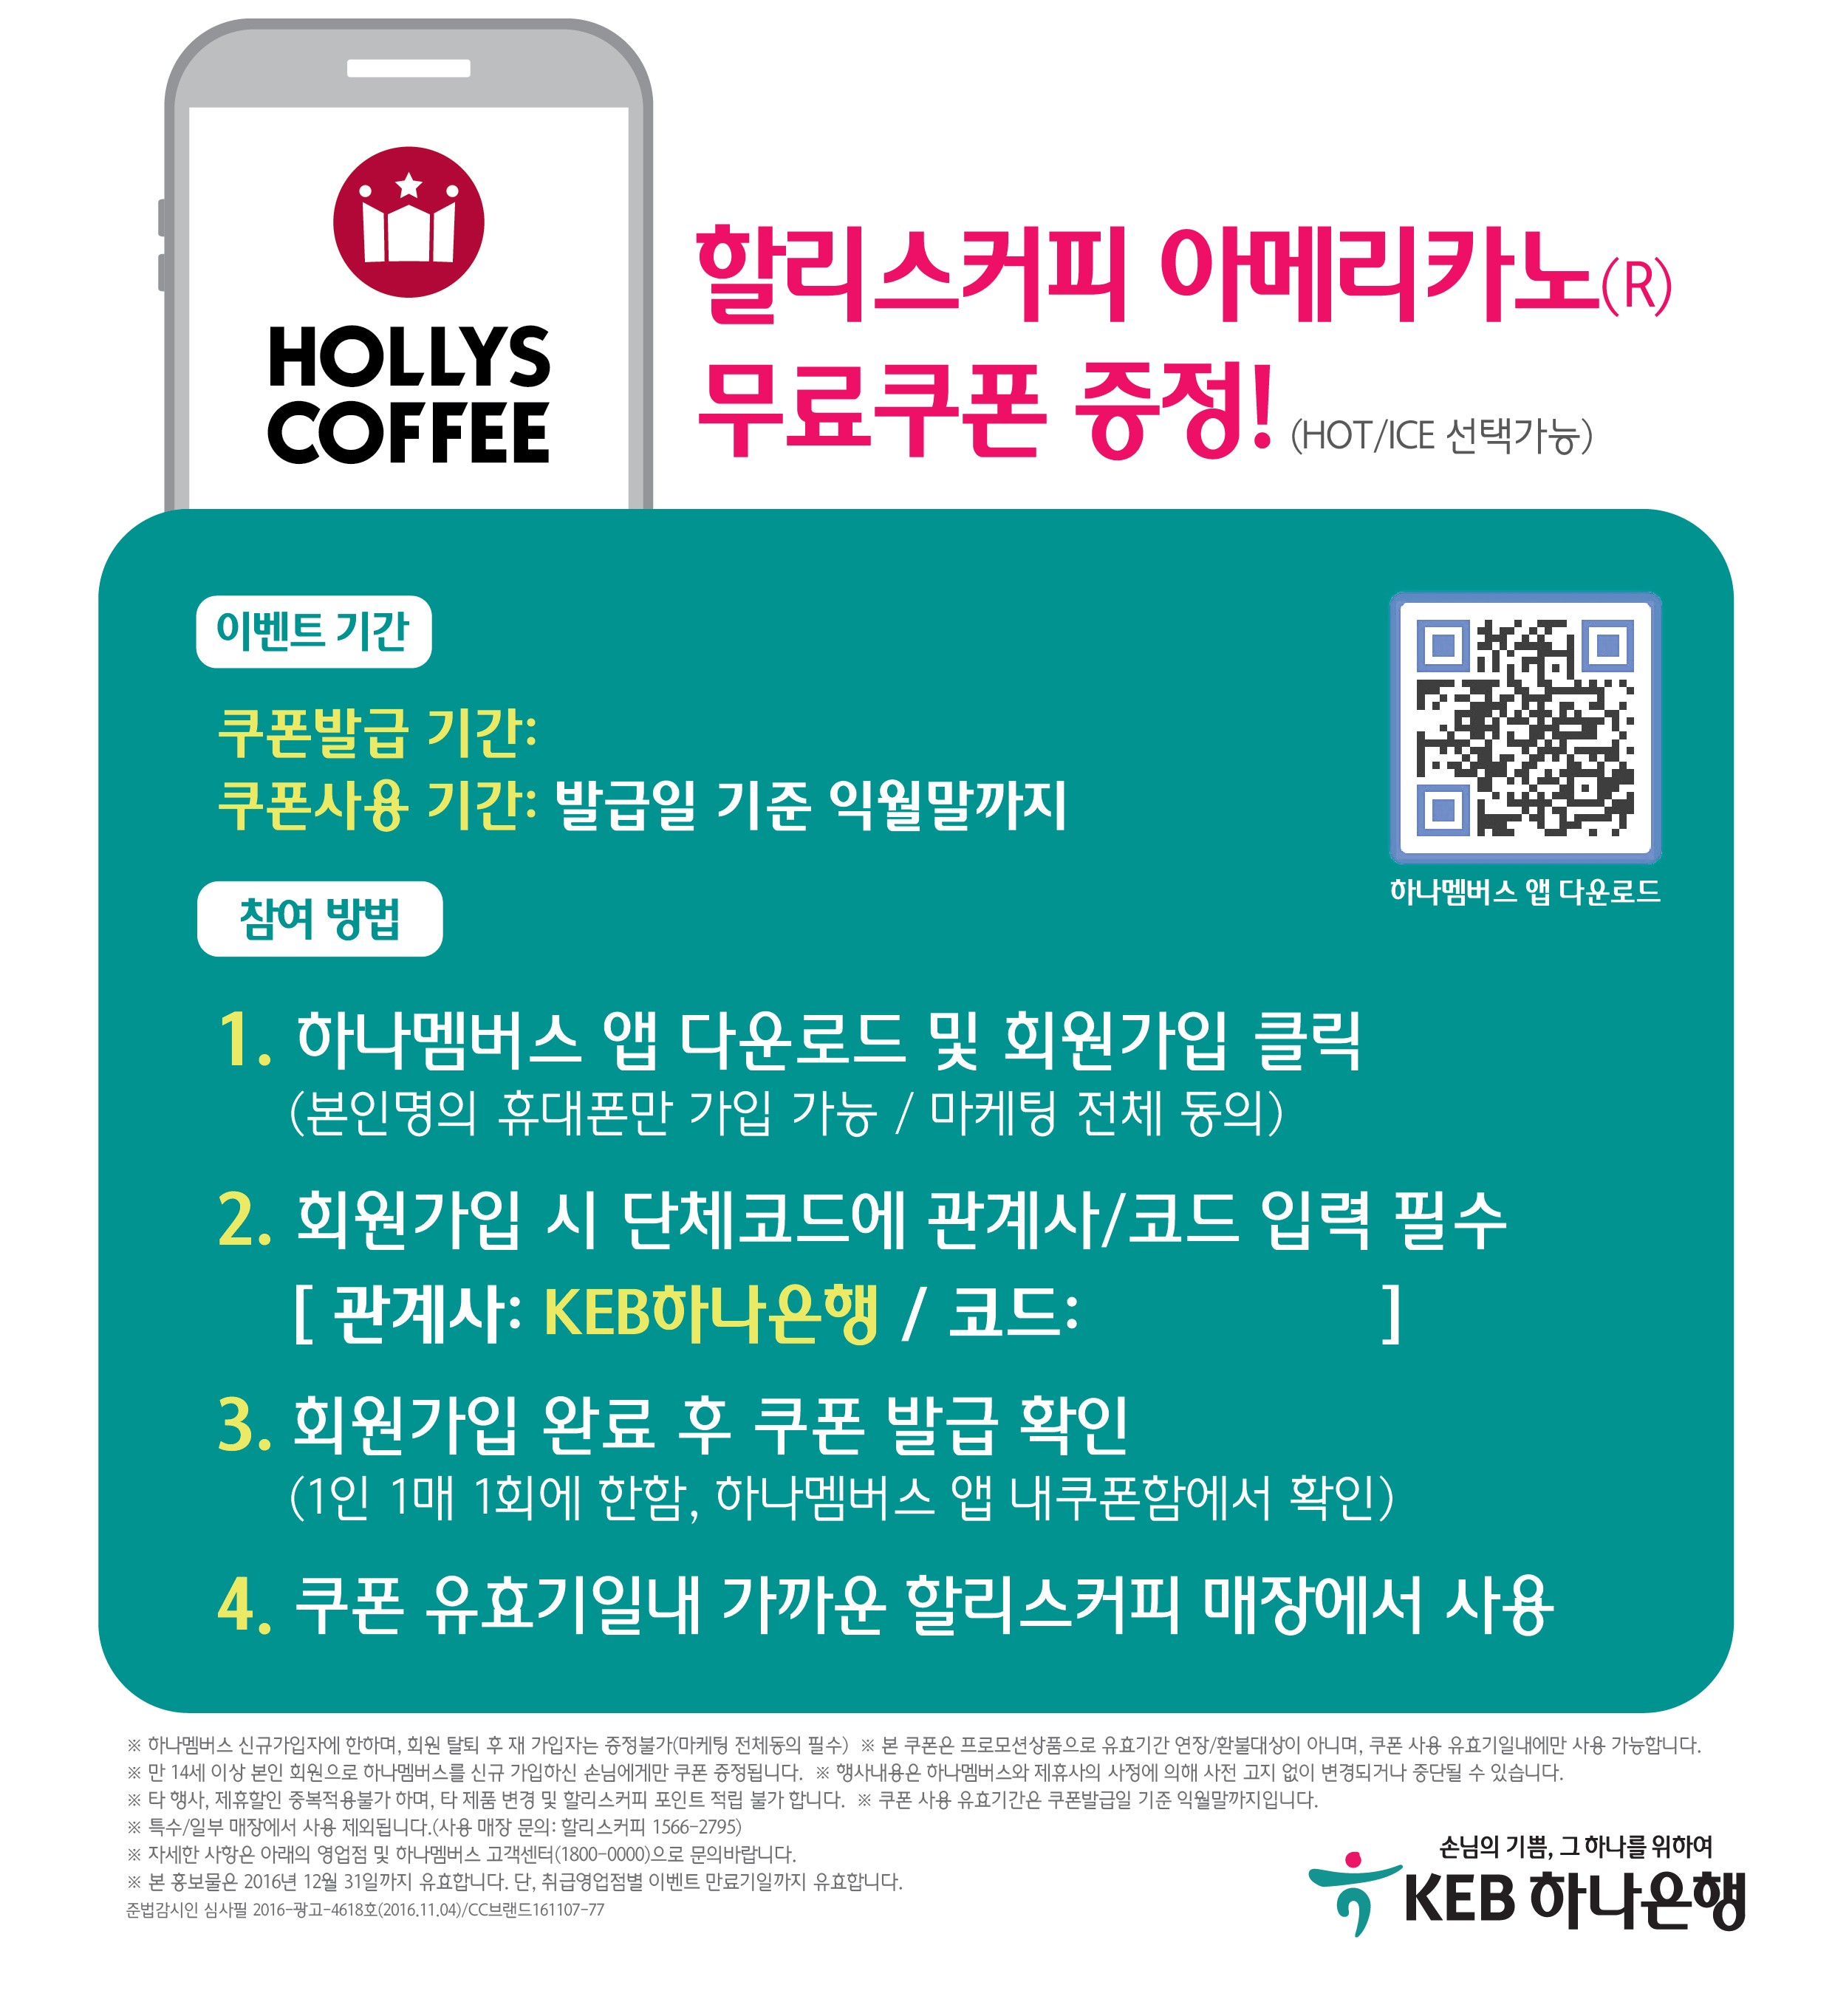 HOLLYS
COFFEE
할리스커피 아메리카노(R)
무료쿠폰 증정! (HOT/ICE 선택가능)
이벤트 기간
쿠폰발급 기간:
쿠폰사용 기간: 발급일 기준 익월말까지
하나멤버스 앱 다운로드
참여 방법
1. 하나멤버스 앱 다운로드 및 회원가입 클릭
(본인명의 휴대폰만 가입 가능 / 마케팅 전체 동의)
2. 회원가입 시 단체코드에 관계사/코드 입력 필수
[ 관계사: KEB하나은행 / 코드: ]
3. 회원가입 완료 후 쿠폰 발급 확인
(1인 1매 1회에 한함, 하나멤버스 앱 내쿠폰함에서 확인)
4. 쿠폰 유효기일내 가까운 할리스커피 매장에서 사용
※ 하나멤버스 신규가입자에 한하며, 회원 탈퇴 후 재 가입자는 증정불가(마케팅 전체동의 필수) ※ 본 쿠폰은 프로모션상품으로 유효기간 연장/환불대상이 아니며, 쿠폰 사용 유효기일내에만 사용 가능합니다.
※ 만 14세 이상 본인 회원으로 하나멤버스를 신규 가입하신 손님에게만 쿠폰 증정됩니다. ※ 행사내용은 하나멤버스와 제휴사의 사정에 의해 사전 고지 없이 변경되거나 중단될 수 있습니다.
※ 타 행사, 제휴할인 중복적용불가 하며, 타 제품 변경 및 할리스커피 포인트 적립 불가 합니다. ※ 쿠폰 사용 유효기간은 쿠폰발급일 기준 익월말까지입니다.
※ 특수/일부 매장에서 사용 제외됩니다.(사용 매장 문의: 할리스커피 1566-2795)
※ 자세한 사항은 아래의 영업점 및 하나멤버스 고객센터(1800-0000)으로 문의바랍니다.
※ 본 홍보물은 2016년 12월 31일까지 유효합니다. 단, 취급영업점별 이벤트 만료기일까지 유효합니다.
준법감시인 심사필 2016-광고-4618호(2016.11.04)/CC브랜드161107-77
손님의 기쁨, 그 하나를 위하여
KEB 하나은행